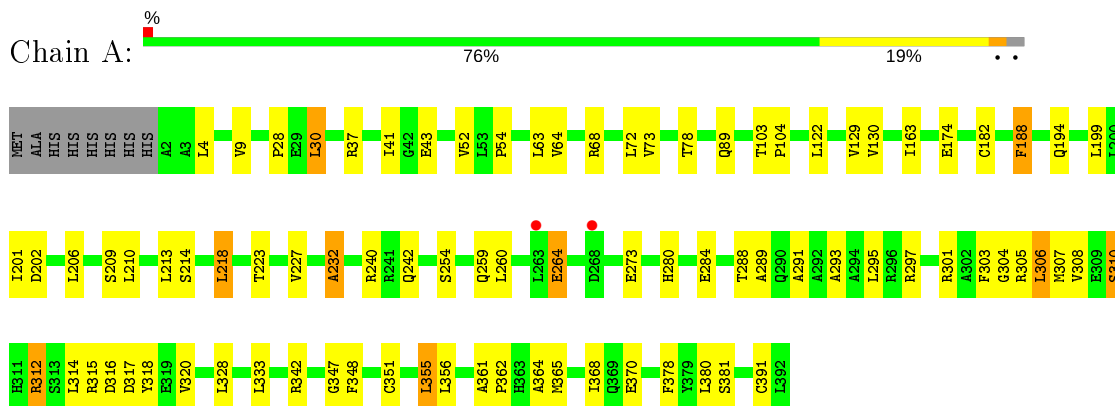 %
Chain A:
76% 19% • •
MET ALA HIS HIS HIS HIS HIS HIS A2 A3 L4 V9 P28 E29 L30 R37 I41 G42 E43 V52 L53 P54 L63 V64 R68 L72 V73 T78 Q89 T103 P104 L122 V129 V130 I163 E174 C182 F188 Q194 L199 L200
I201 D202 L206 S209 L210 L213 S214 L218 T223 V227 A232 R240 R241 Q242 S254 Q259 L260 L263 E264 D268 E273 H280 E284 T288 A289 Q290 A291 A292 A293 A294 L295 R296 R297 R301 A302 F303 G304 R305 L306 M307 V308 E309 S310
R311 R312 S313 L314 R315 D316 D317 Y318 E319 V320 L328 L333 R342 G347 F348 C351 L355 L356 A361 P362 H363 A364 M365 I368 Q369 E370 F378 Y379 L380 S381 C391 L392